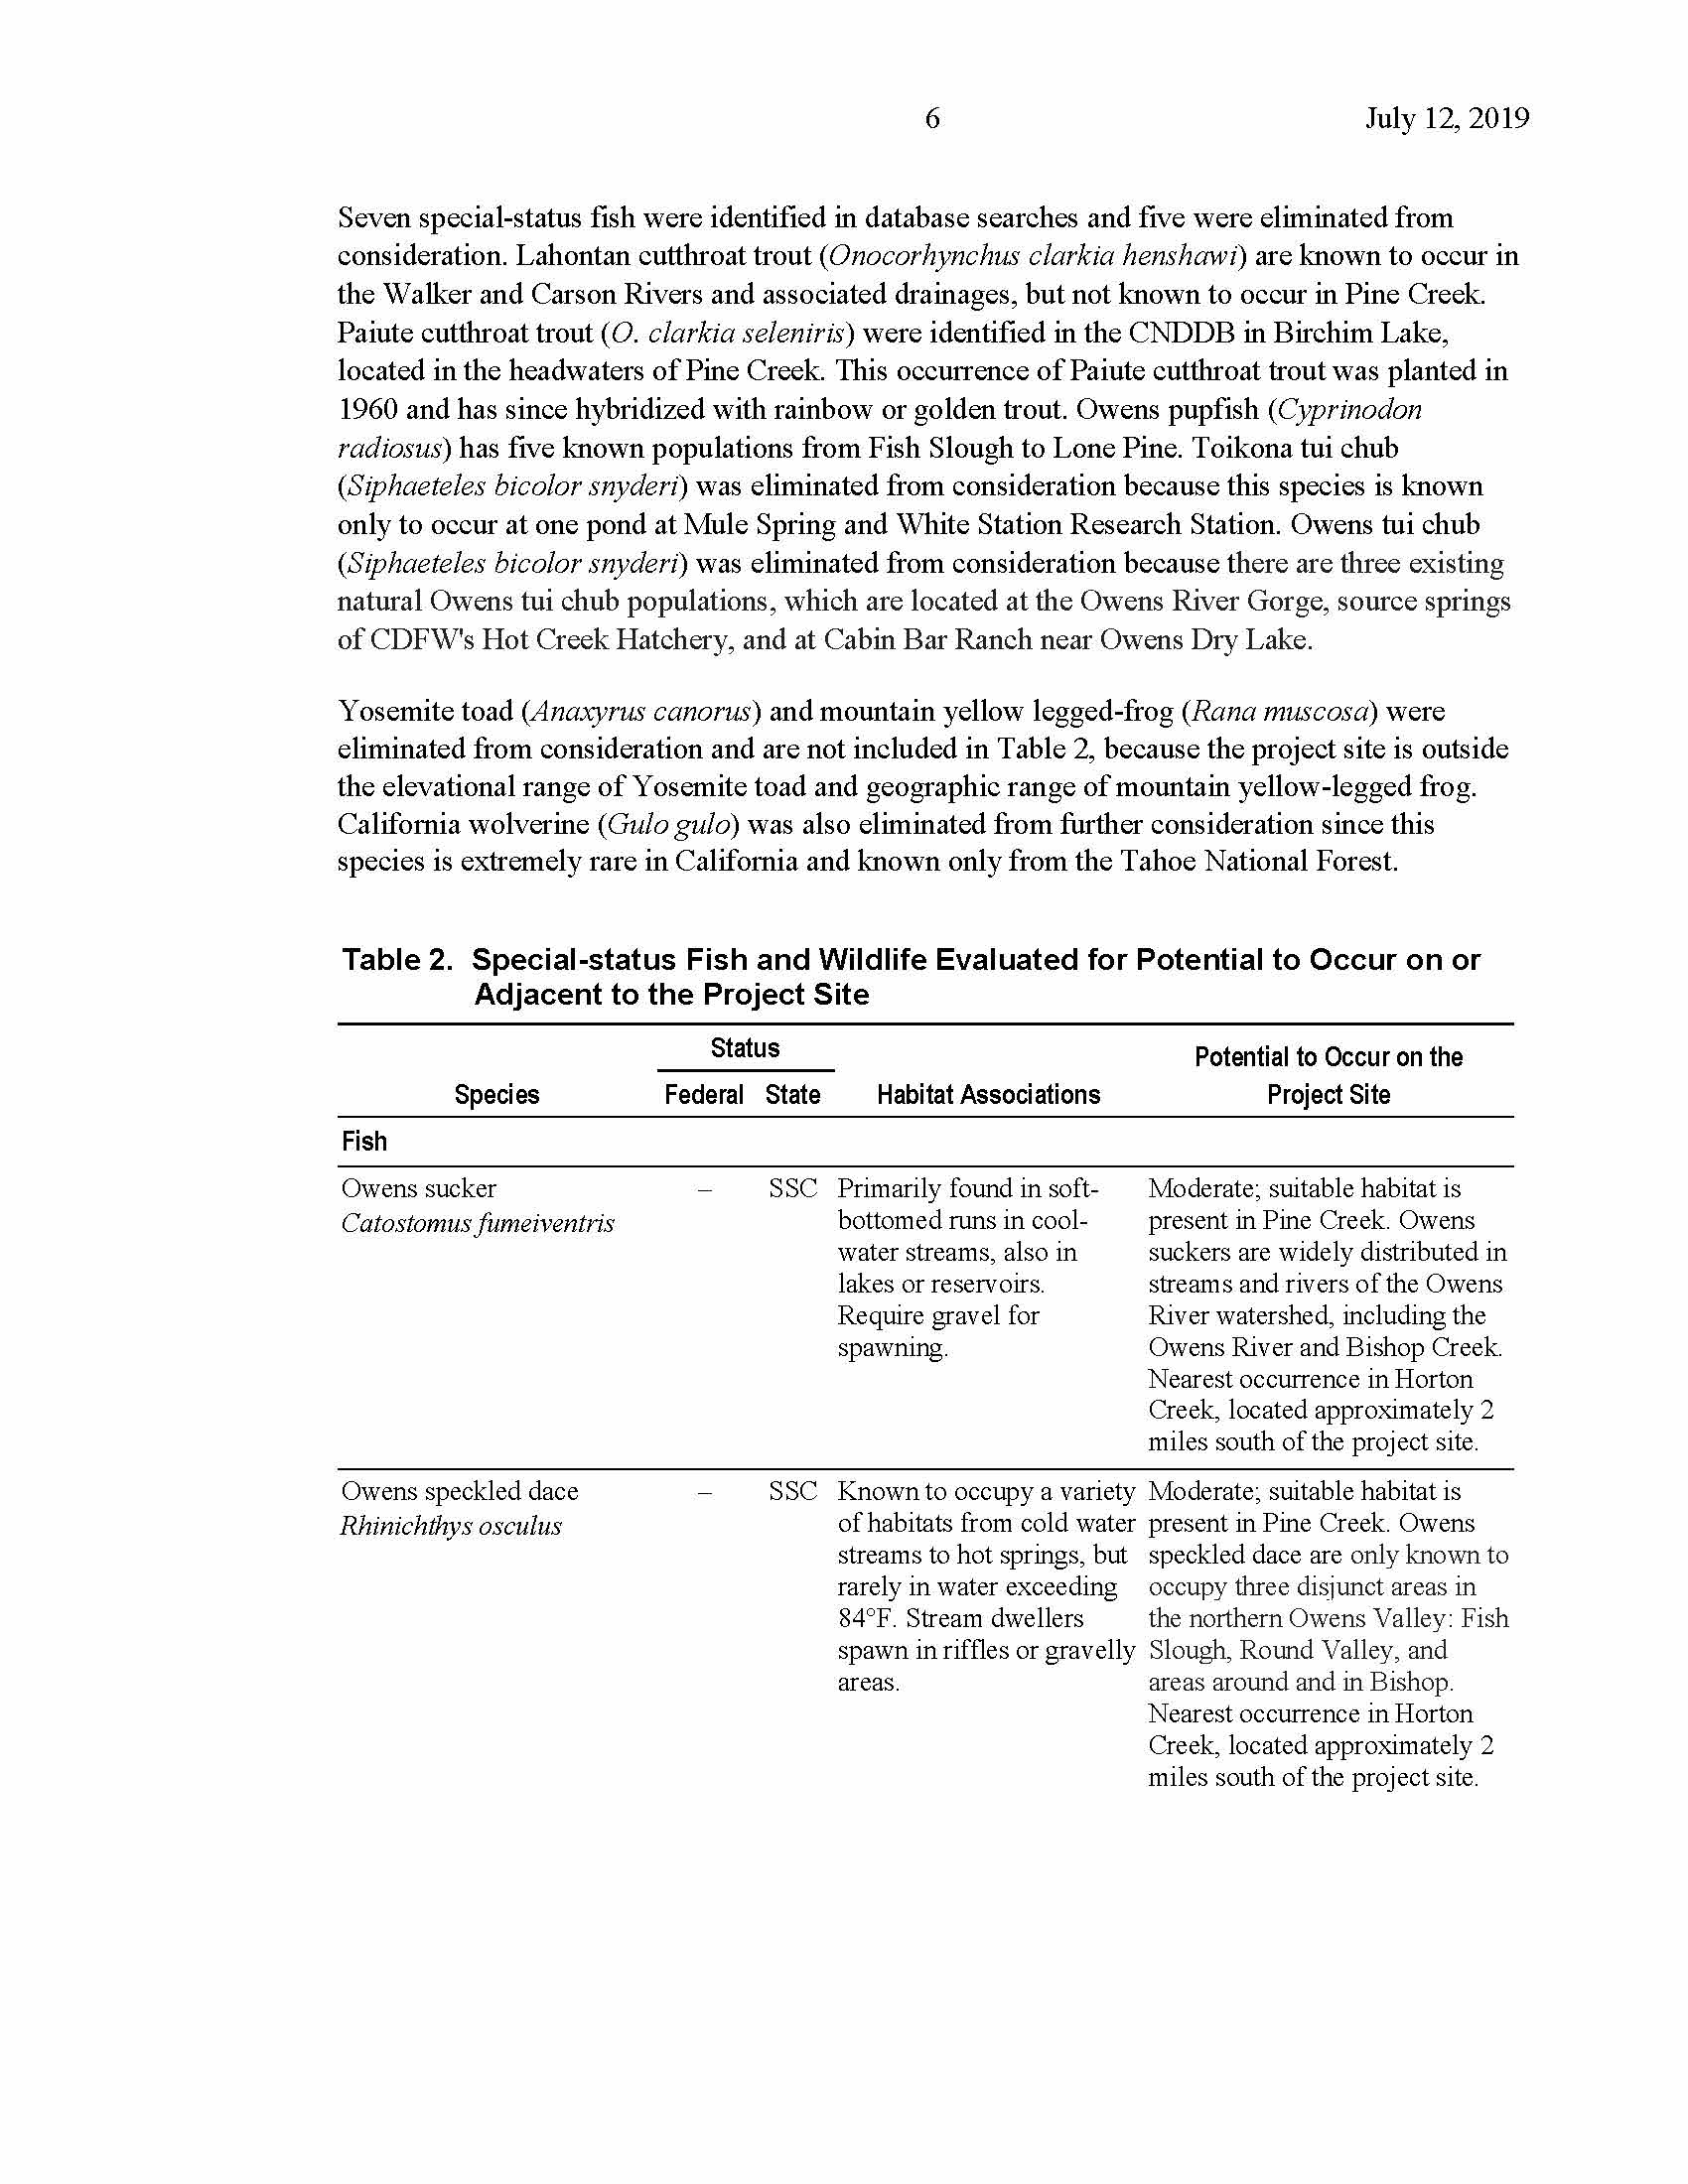 6 July 12, 2019
Seven special-status fish were identified in database searches and five were eliminated from
consideration. Lahontan cutthroat trout (Onocorhynchus clarkia henshawi) are known to occur in
the Walker and Carson Rivers and associated drainages, but not known to occur in Pine Creek.
Paiute cutthroat trout (O. clarkia seleniris) were identified in the CNDDB in Birchim Lake,
located in the headwaters of Pine Creek. This occurrence of Paiute cutthroat trout was planted in
1960 and has since hybridized with rainbow or golden trout. Owens pupfish (Cyprinodon
radiosus) has five known populations from Fish Slough to Lone Pine. Toikona tui chub
(Siphaeteles bicolor snyderi) was eliminated from consideration because this species is known
only to occur at one pond at Mule Spring and White Station Research Station. Owens tui chub
(Siphaeteles bicolor snyderi) was eliminated from consideration because there are three existing
natural Owens tui chub populations, which are located at the Owens River Gorge, source springs
of CDFW's Hot Creek Hatchery, and at Cabin Bar Ranch near Owens Dry Lake.
Yosemite toad (Anaxyrus canorus) and mountain yellow legged-frog (Rana muscosa) were
eliminated from consideration and are not included in Table 2, because the project site is outside
the elevational range of Yosemite toad and geographic range of mountain yellow-legged frog.
California wolverine (Gulo gulo) was also eliminated from further consideration since this
species is extremely rare in California and known only from the Tahoe National Forest.
Table 2. Special-status Fish and Wildlife Evaluated for Potential to Occur on or
Adjacent to the Project Site
Species
Status
Federal State
Habitat Associations
Potential to Occur on the
Project Site
Fish
Owens sucker
Catostomus fumeiventris
–
SSC
Primarily found in soft-
bottomed runs in cool-
water streams, also in
lakes or reservoirs.
Require gravel for
spawning.
Moderate; suitable habitat is
present in Pine Creek. Owens
suckers are widely distributed in
streams and rivers of the Owens
River watershed, including the
Owens River and Bishop Creek.
Nearest occurrence in Horton
Creek, located approximately 2
miles south of the project site.
Owens speckled dace
Rhinichthys osculus
–
SSC
Known to occupy a variety
of habitats from cold water
streams to hot springs, but
rarely in water exceeding
84°F. Stream dwellers
spawn in riffles or gravelly
areas.
Moderate; suitable habitat is
present in Pine Creek. Owens
speckled dace are only known to
occupy three disjunct areas in
the northern Owens Valley: Fish
Slough, Round Valley, and
areas around and in Bishop.
Nearest occurrence in Horton
Creek, located approximately 2
miles south of the project site.